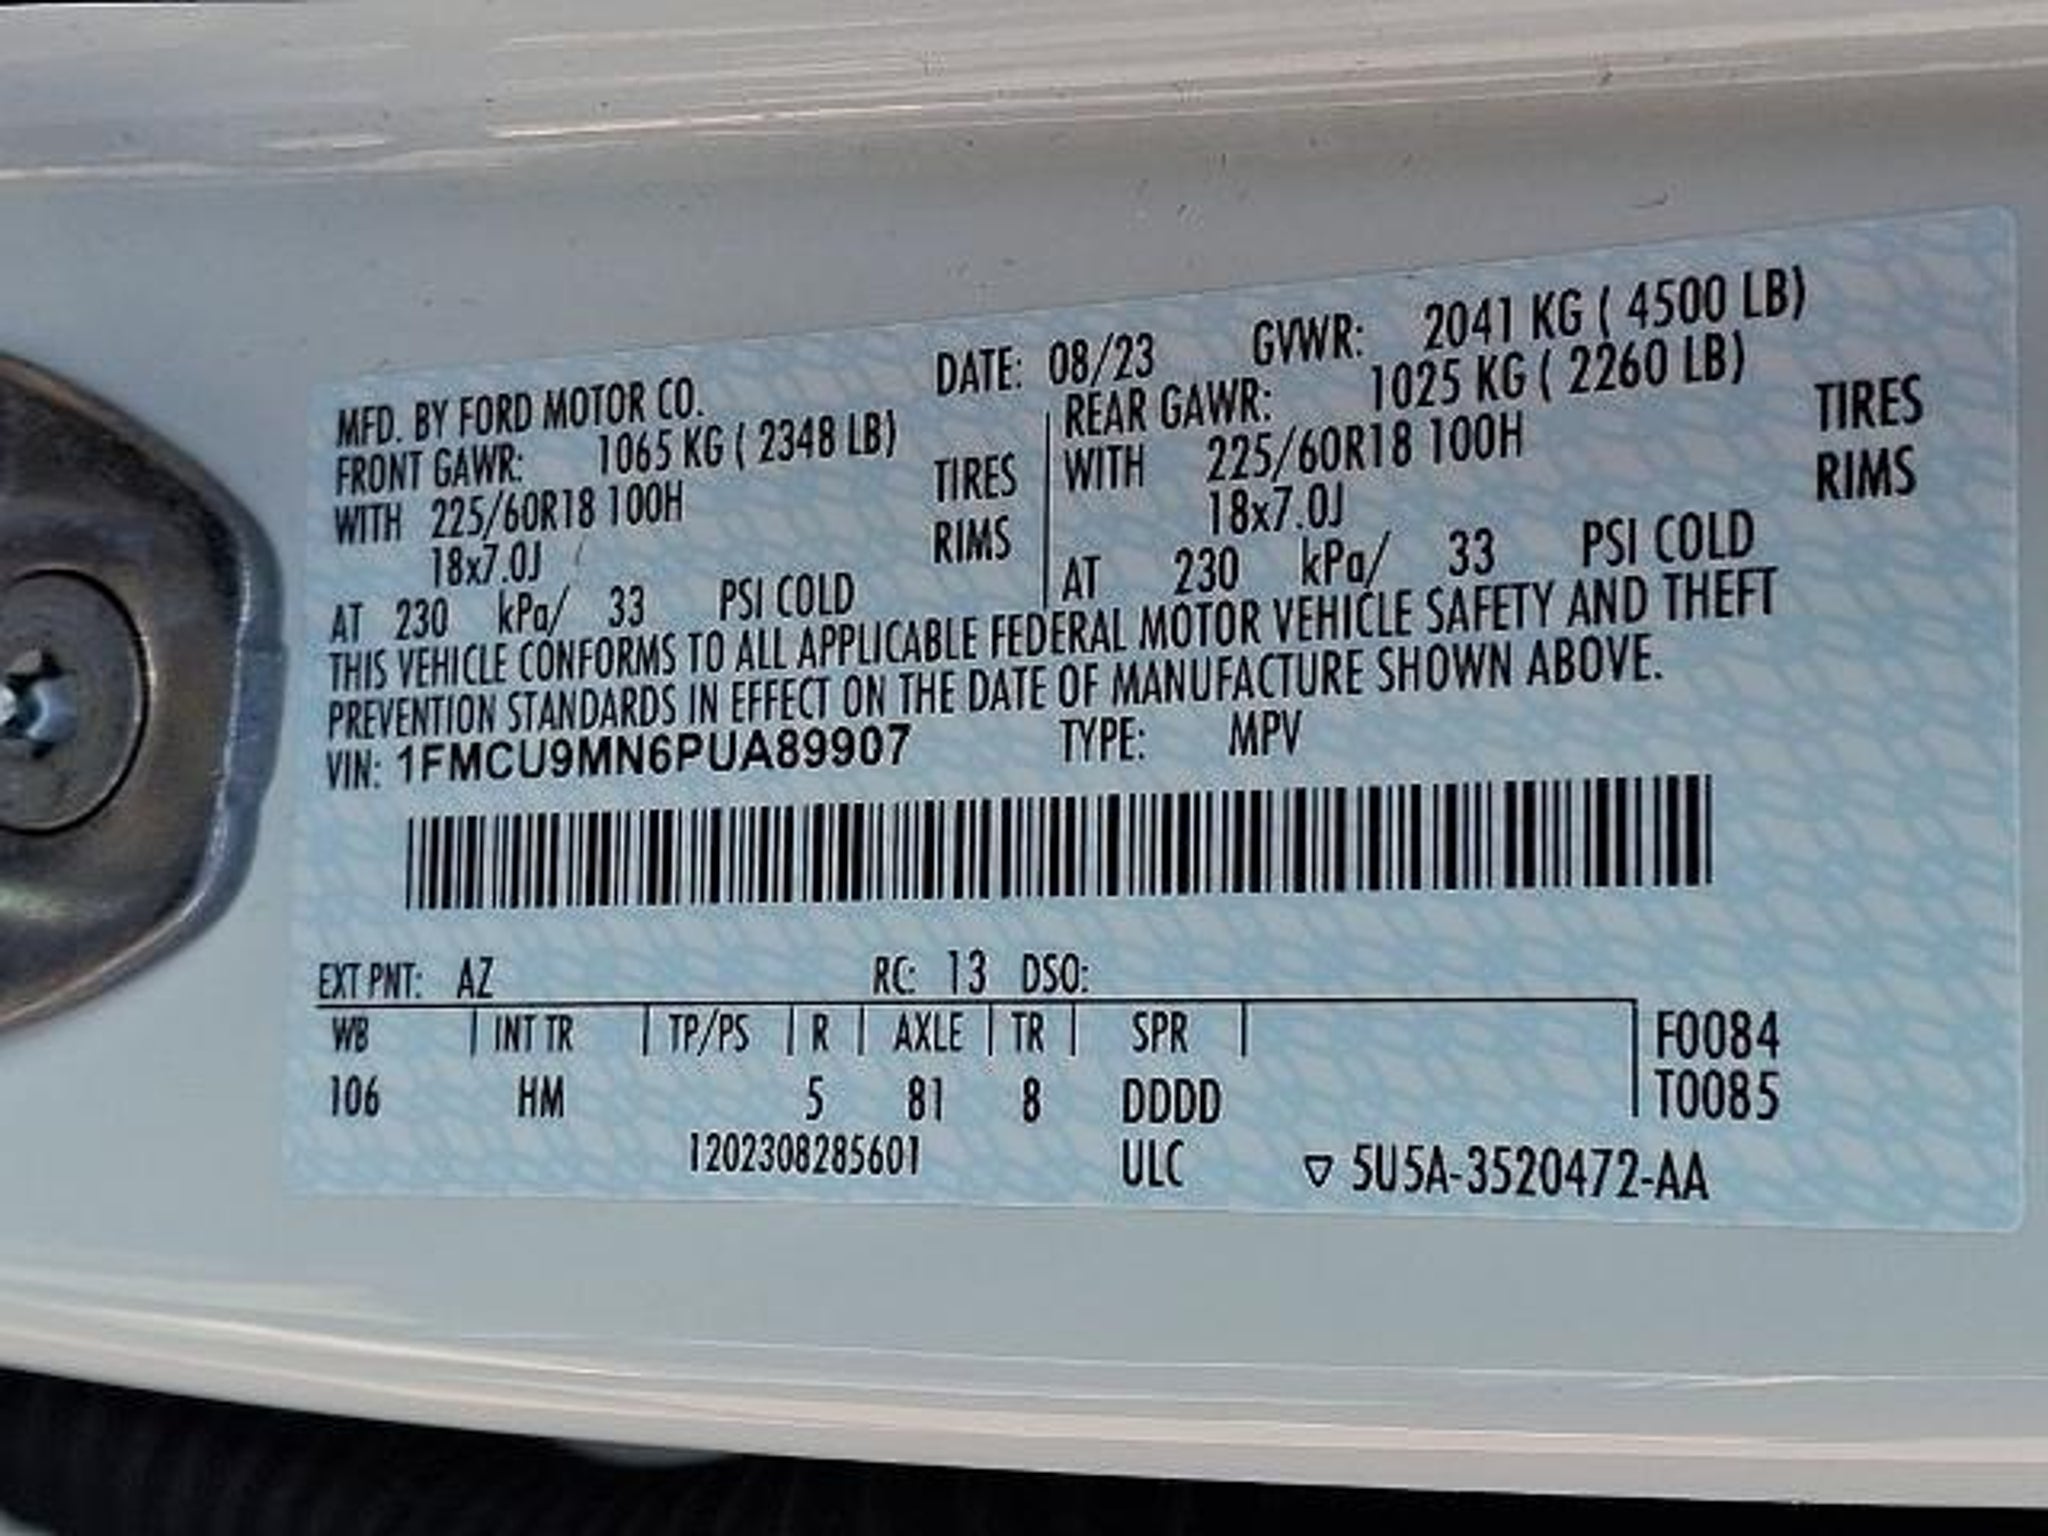 MFD. BY FORD MOTOR CO. DATE: 08/23 GVWR: 2041 KG ( 4500 LB)
FRONT GAWR: 1065 KG ( 2348 LB) REAR GAWR: 1025 KG ( 2260 LB)
WITH 225/60R18 100H TIRES WITH 225/60R18 100H TIRES
18x7.0J RIMS 18x7.0J RIMS
AT 230 kPa/ 33 PSI COLD AT 230 kPa/ 33 PSI COLD
THIS VEHICLE CONFORMS TO ALL APPLICABLE FEDERAL MOTOR VEHICLE SAFETY AND THEFT
PREVENTION STANDARDS IN EFFECT ON THE DATE OF MANUFACTURE SHOWN ABOVE.
VIN: 1FMCU9MN6PUA89907 TYPE: MPV
EXT PNT: AZ RC: 13 DSO:
WB INT TR TP/PS R AXLE TR SPR F0084
106 HM 5 81 8 DDDD T0085
1202308285601 ULC ▽ 5U5A-3520472-AA